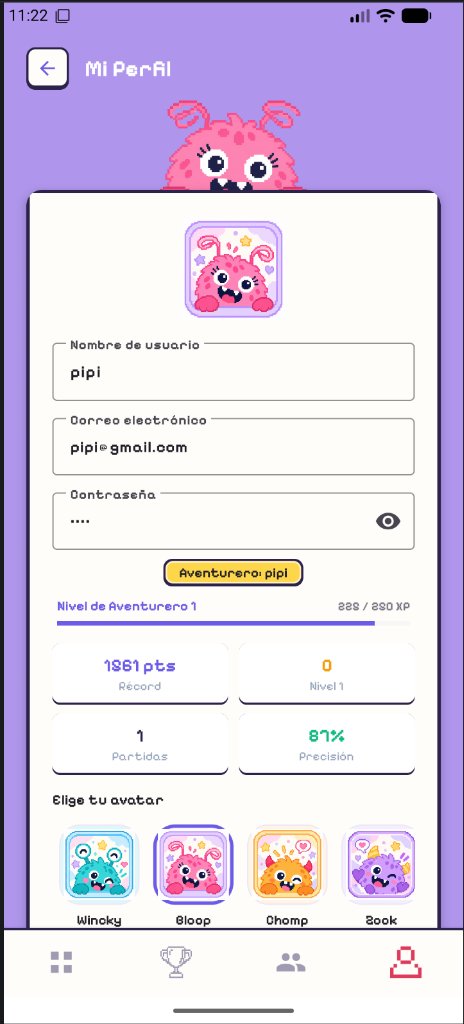 11:22
Mi Perfil
Nombre de usuario
pipi
Correo electrónico
pipi@gmail.com
Contraseña
••••
Aventurero: pipi
Nivel de Aventurero 1
225 / 250 XP
1861 pts
Récord
0
Nivel 1
1
Partidas
87%
Precisión
Elige tu avatar
Winoky
Bloop
Chomp
Zook